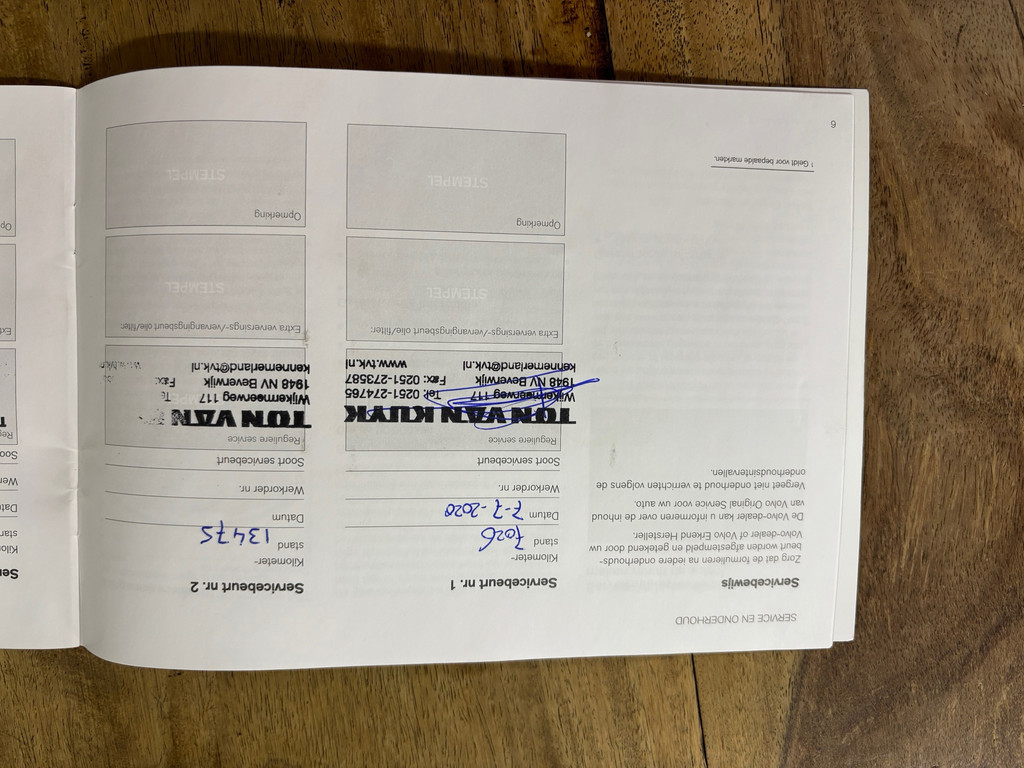 SERVICE EN ONDERHOUD
Servicebewijs
Zorg dat de formulieren na iedere onderhouds-
beurt worden afgestempeld en getekend door uw
Volvo-dealer of Volvo Erkend Hersteller.
De Volvo-dealer kan u informeren over de inhoud
van Volvo Original Service voor uw auto.
Vergeet niet onderhoud te verrichten volgens de
onderhoudsintervallen.
1 Geldt voor bepaalde markten.
6
Servicebeurt nr. 1
Kilometer-
stand 7026
Datum 7-7-2020
Werkorder nr.
Soort servicebeurt
Reguliere service
TON VAN KUYK
Wijkermeerweg 117 Tel: 0251-274765
1948 NV Beverwijk Fax: 0251-273587
kennemerland@tvk.nl www.tvk.nl
Extra verversings-/vervangingsbeurt olie/filter:
STEMPEL
Opmerking
STEMPEL
Servicebeurt nr. 2
Kilometer-
stand 13475
Datum
Werkorder nr.
Soort servicebeurt
Reguliere service
TON VAN
Wijkermeerweg 117
1948 NV Beverwijk Fax:
kennemerland@tvk.nl
Extra verversings-/vervangingsbeurt olie/filter:
STEMPEL
Opmerking
STEMPEL